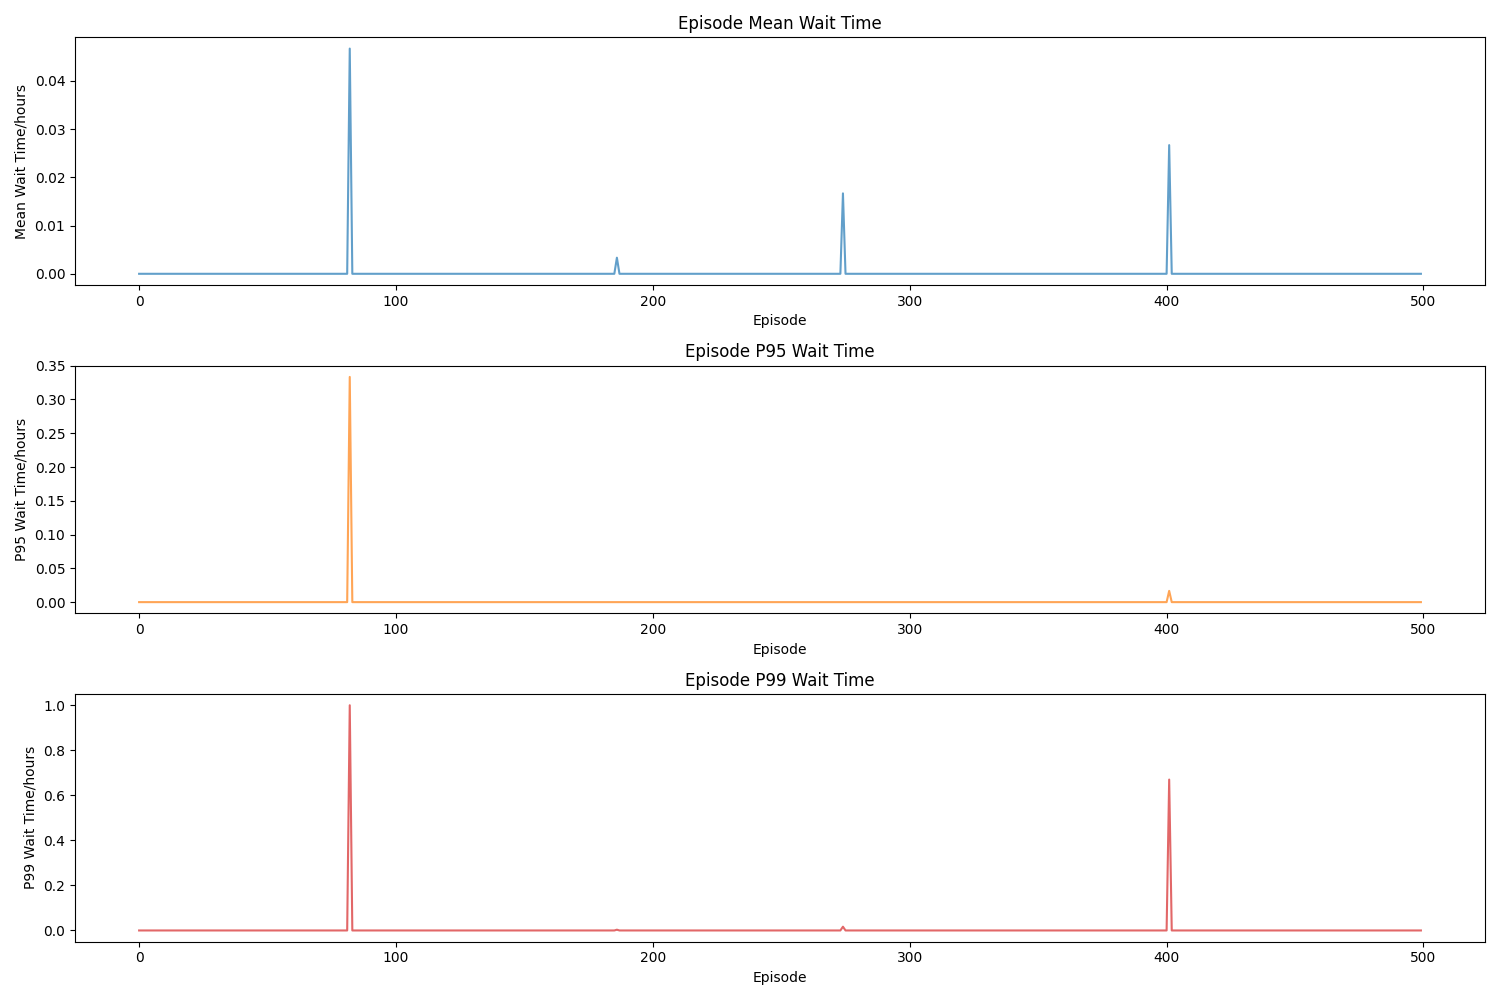 Episode Mean Wait Time
Mean Wait Time/hours
0.04
0.03
0.02
0.01
0.00
0 100 200 300 400 500
Episode
Episode P95 Wait Time
P95 Wait Time/hours
0.35
0.30
0.25
0.20
0.15
0.10
0.05
0.00
0 100 200 300 400 500
Episode
Episode P99 Wait Time
P99 Wait Time/hours
1.0
0.8
0.6
0.4
0.2
0.0
0 100 200 300 400 500
Episode